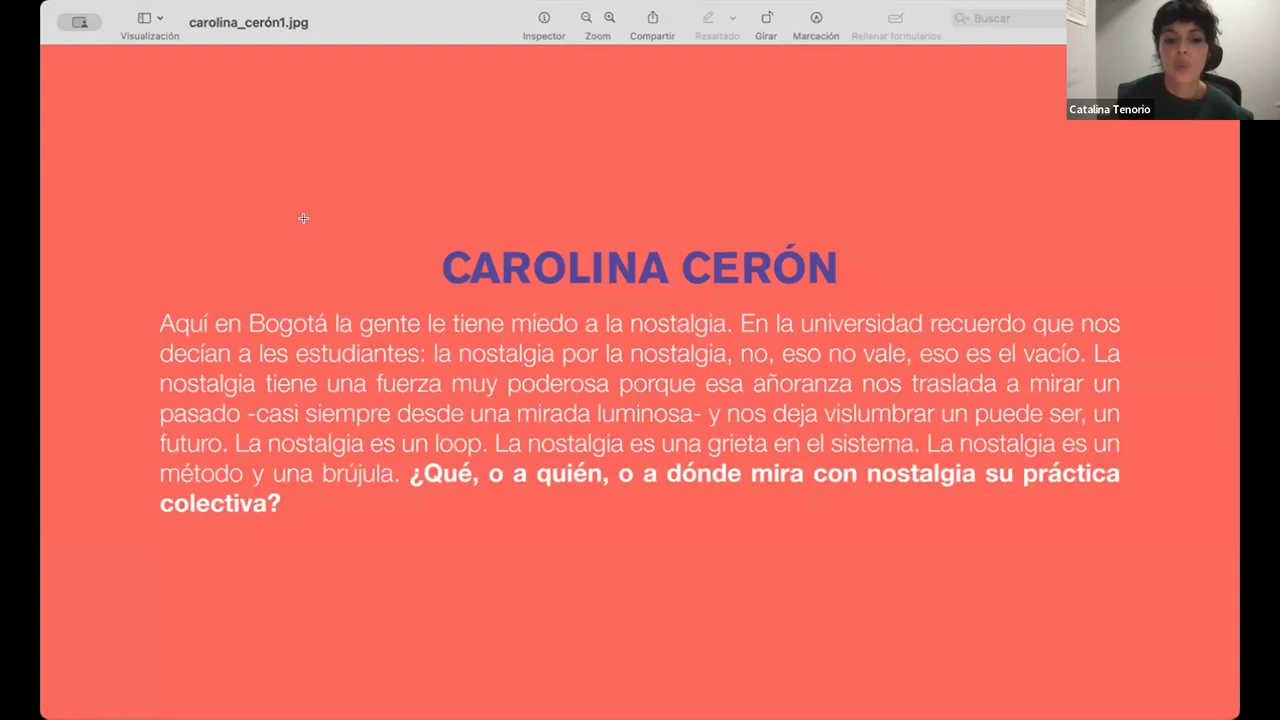 carolina_cerón1.jpg
Visualización
Inspector
Zoom
Compartir
Resaltado
Girar
Marcación
Rellenar formularios
Buscar
Catalina Tenorio
CAROLINA CERÓN
Aquí en Bogotá la gente le tiene miedo a la nostalgia. En la universidad recuerdo que nos
decían a les estudiantes: la nostalgia por la nostalgia, no, eso no vale, eso es el vacío. La
nostalgia tiene una fuerza muy poderosa porque esa añoranza nos traslada a mirar un
pasado -casi siempre desde una mirada luminosa- y nos deja vislumbrar un puede ser, un
futuro. La nostalgia es un loop. La nostalgia es una grieta en el sistema. La nostalgia es un
método y una brújula. ¿Qué, o a quién, o a dónde mira con nostalgia su práctica
colectiva?